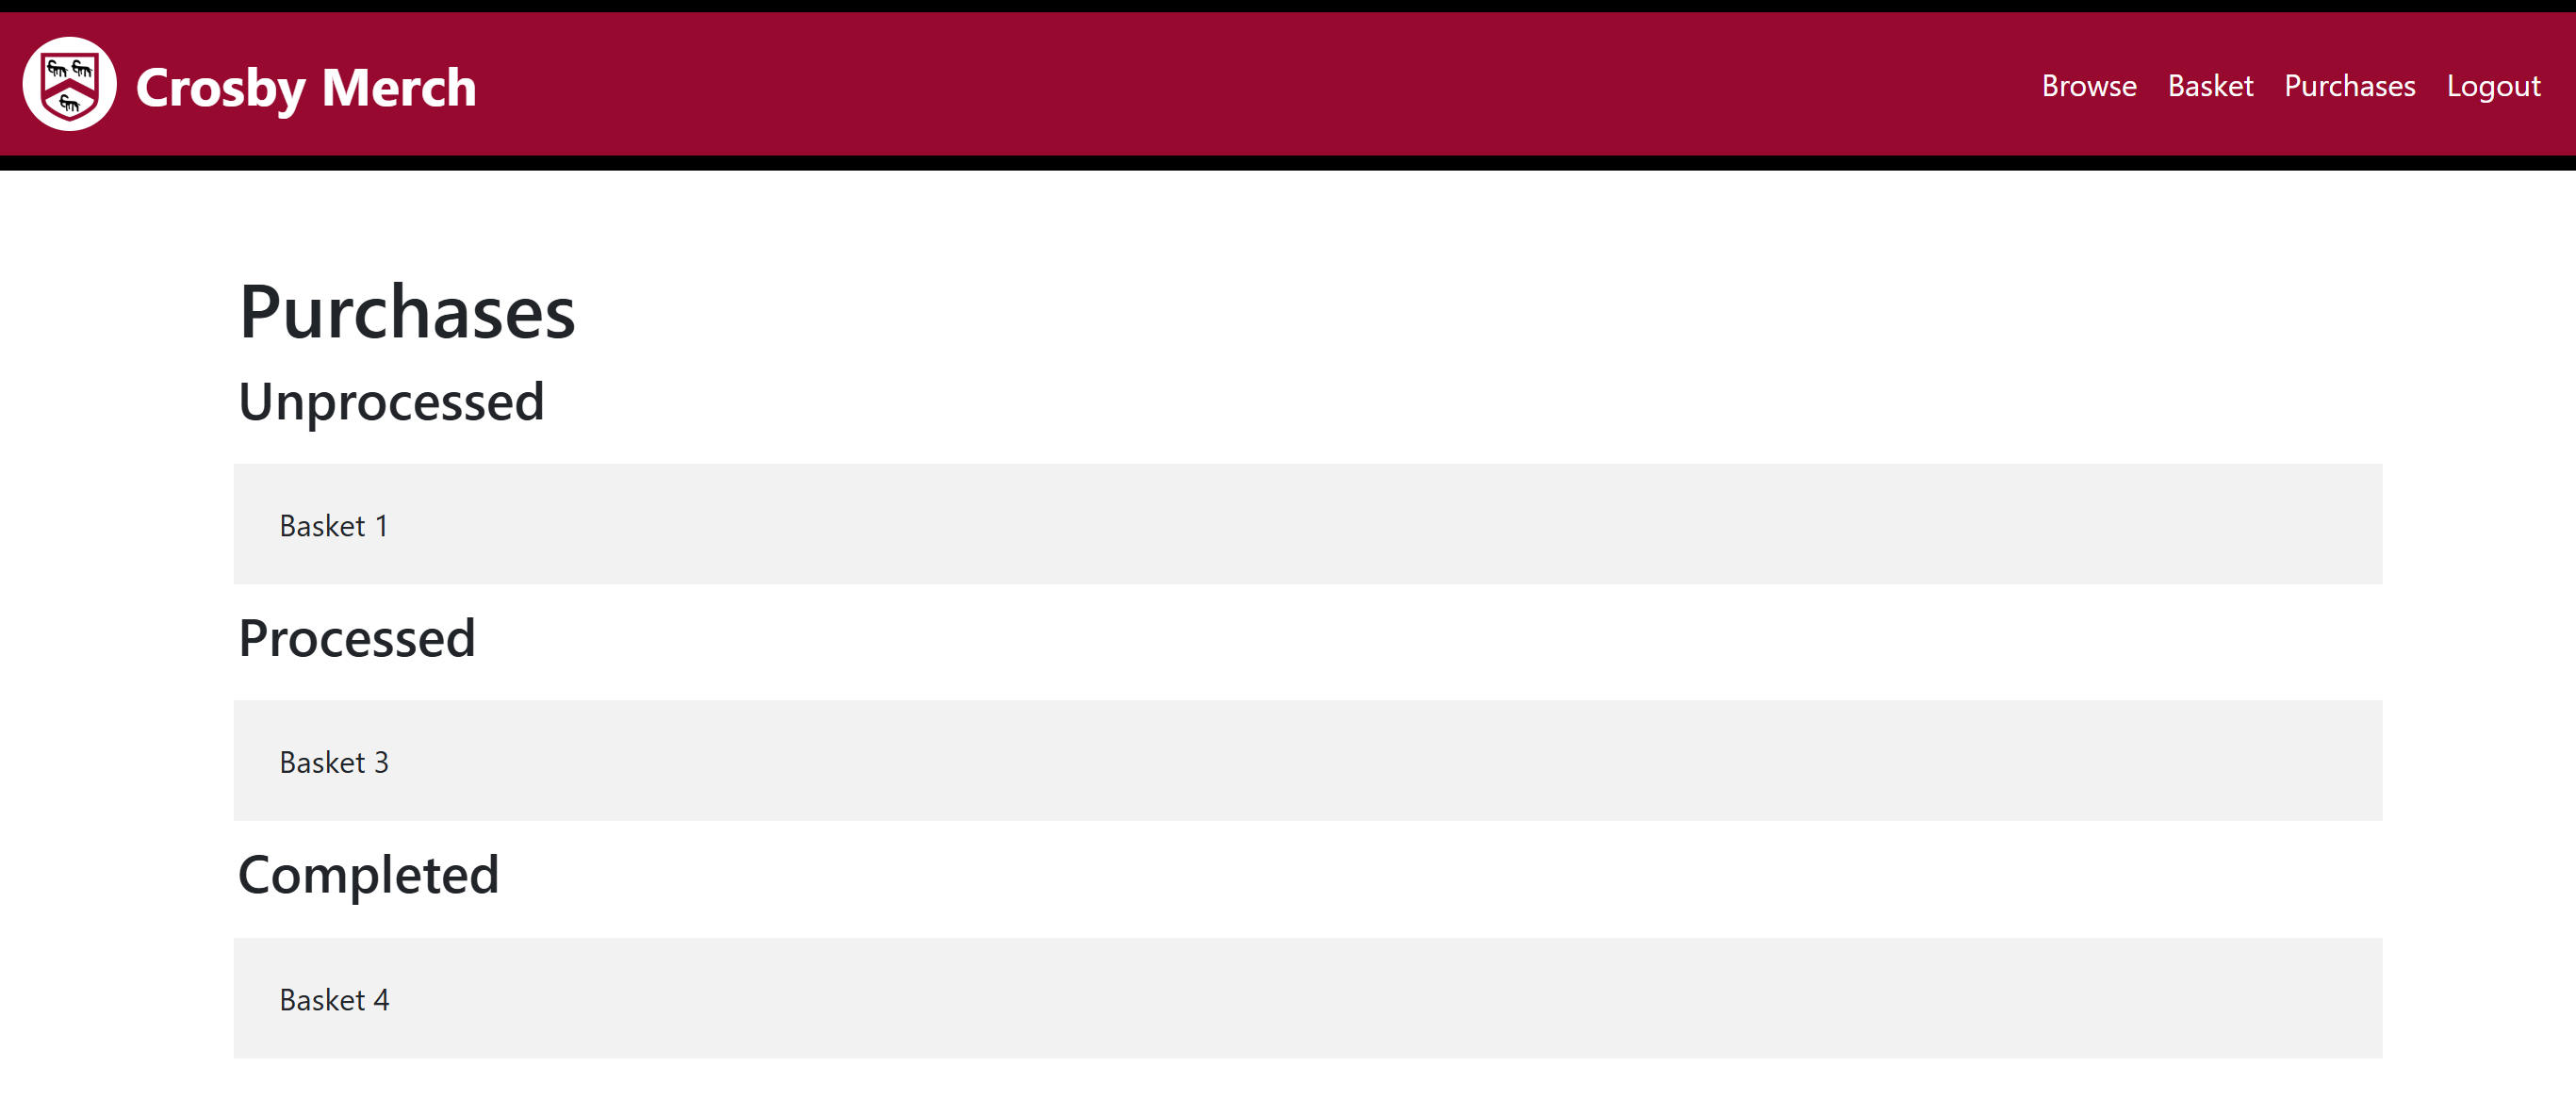 Crosby Merch
Browse Basket Purchases Logout
Purchases
Unprocessed
Basket 1
Processed
Basket 3
Completed
Basket 4